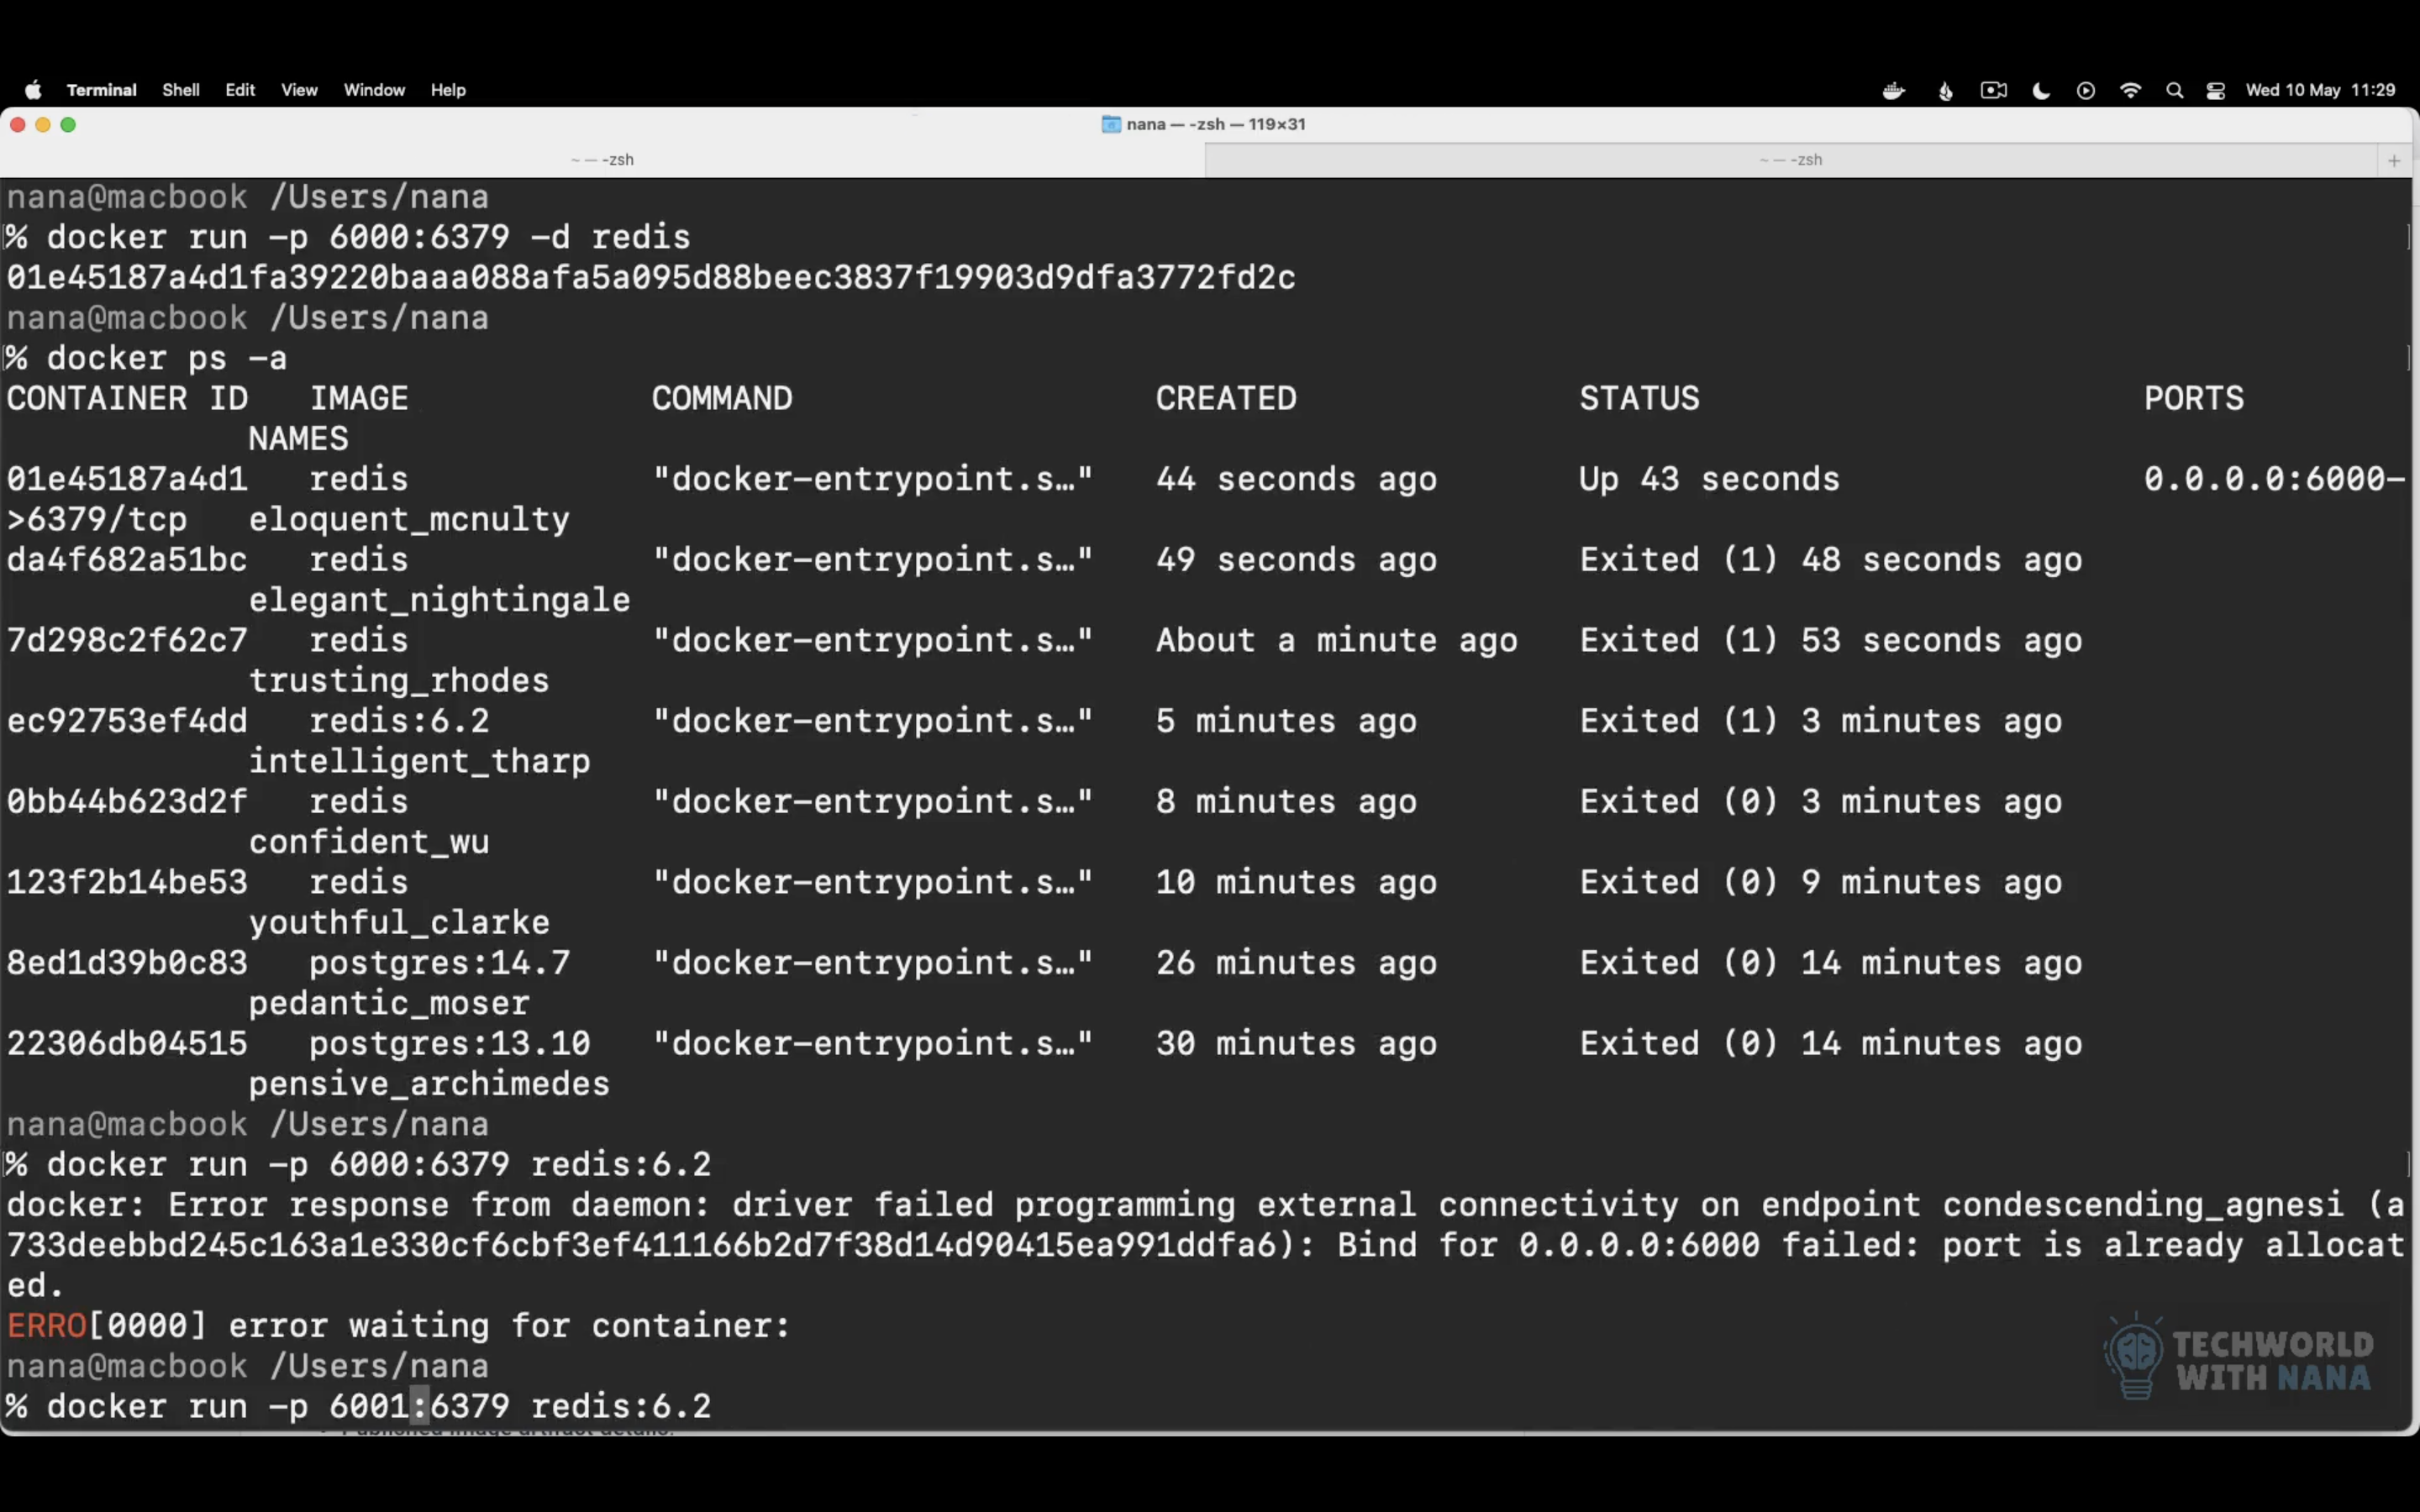 Terminal Shell Edit View Window Help Wed 10 May 11:29
nana — -zsh — 119×31
~ — -zsh ~ — -zsh +
nana@macbook /Users/nana
% docker run -p 6000:6379 -d redis
01e45187a4d1fa39220baaa088afa5a095d88beec3837f19903d9dfa3772fd2c
nana@macbook /Users/nana
% docker ps -a
CONTAINER ID IMAGE COMMAND CREATED STATUS PORTS
NAMES
01e45187a4d1 redis "docker-entrypoint.s…" 44 seconds ago Up 43 seconds 0.0.0.0:6000-
>6379/tcp eloquent_mcnulty
da4f682a51bc redis "docker-entrypoint.s…" 49 seconds ago Exited (1) 48 seconds ago
elegant_nightingale
7d298c2f62c7 redis "docker-entrypoint.s…" About a minute ago Exited (1) 53 seconds ago
trusting_rhodes
ec92753ef4dd redis:6.2 "docker-entrypoint.s…" 5 minutes ago Exited (1) 3 minutes ago
intelligent_tharp
0bb44b623d2f redis "docker-entrypoint.s…" 8 minutes ago Exited (0) 3 minutes ago
confident_wu
123f2b14be53 redis "docker-entrypoint.s…" 10 minutes ago Exited (0) 9 minutes ago
youthful_clarke
8ed1d39b0c83 postgres:14.7 "docker-entrypoint.s…" 26 minutes ago Exited (0) 14 minutes ago
pedantic_moser
22306db04515 postgres:13.10 "docker-entrypoint.s…" 30 minutes ago Exited (0) 14 minutes ago
pensive_archimedes
nana@macbook /Users/nana
% docker run -p 6000:6379 redis:6.2
docker: Error response from daemon: driver failed programming external connectivity on endpoint condescending_agnesi (a
733deebbd245c163a1e330cf6cbf3ef411166b2d7f38d14d90415ea991ddfa6): Bind for 0.0.0.0:6000 failed: port is already allocat
ed.
ERRO[0000] error waiting for container:
nana@macbook /Users/nana
% docker run -p 6001:6379 redis:6.2
TECHWORLD
WITH NANA